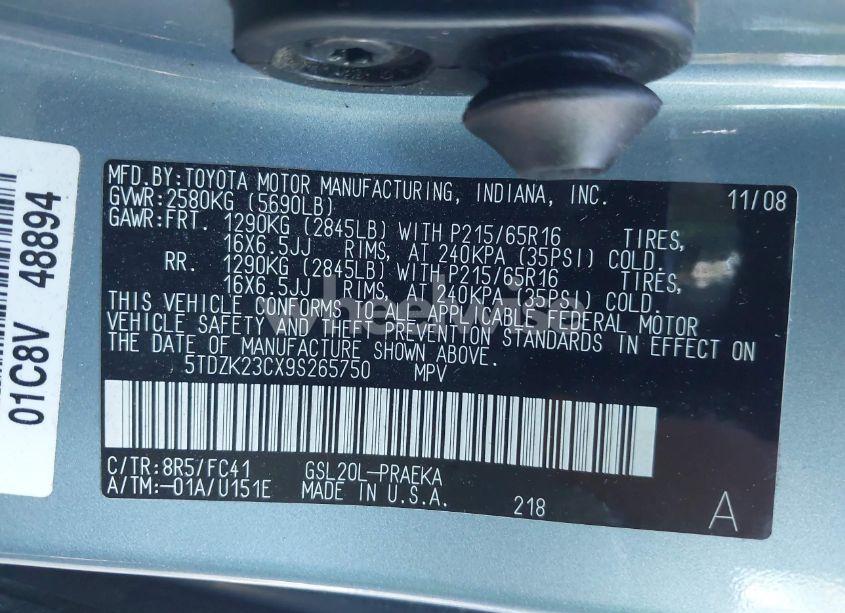 MFD.BY:TOYOTA MOTOR MANUFACTURING, INDIANA, INC. 11/08
GVWR:2580KG (5690LB)
GAWR:FRT. 1290KG (2845LB) WITH P215/65R16 TIRES,
16X6.5JJ RIMS, AT 240KPA (35PSI) COLD.
RR. 1290KG (2845LB) WITH P215/65R16 TIRES,
16X6.5JJ RIMS, AT 240KPA (35PSI) COLD.
THIS VEHICLE CONFORMS TO ALL APPLICABLE FEDERAL MOTOR
VEHICLE SAFETY AND THEFT PREVENTION STANDARDS IN EFFECT ON
THE DATE OF MANUFACTURE SHOWN ABOVE.
5TDZK23CX9S265750 MPV
C/TR:8R5/FC41 GSL20L-PRAEKA
A/TM:-01A/U151E MADE IN U.S.A. 218 A
01C8V 48894
wheelwise